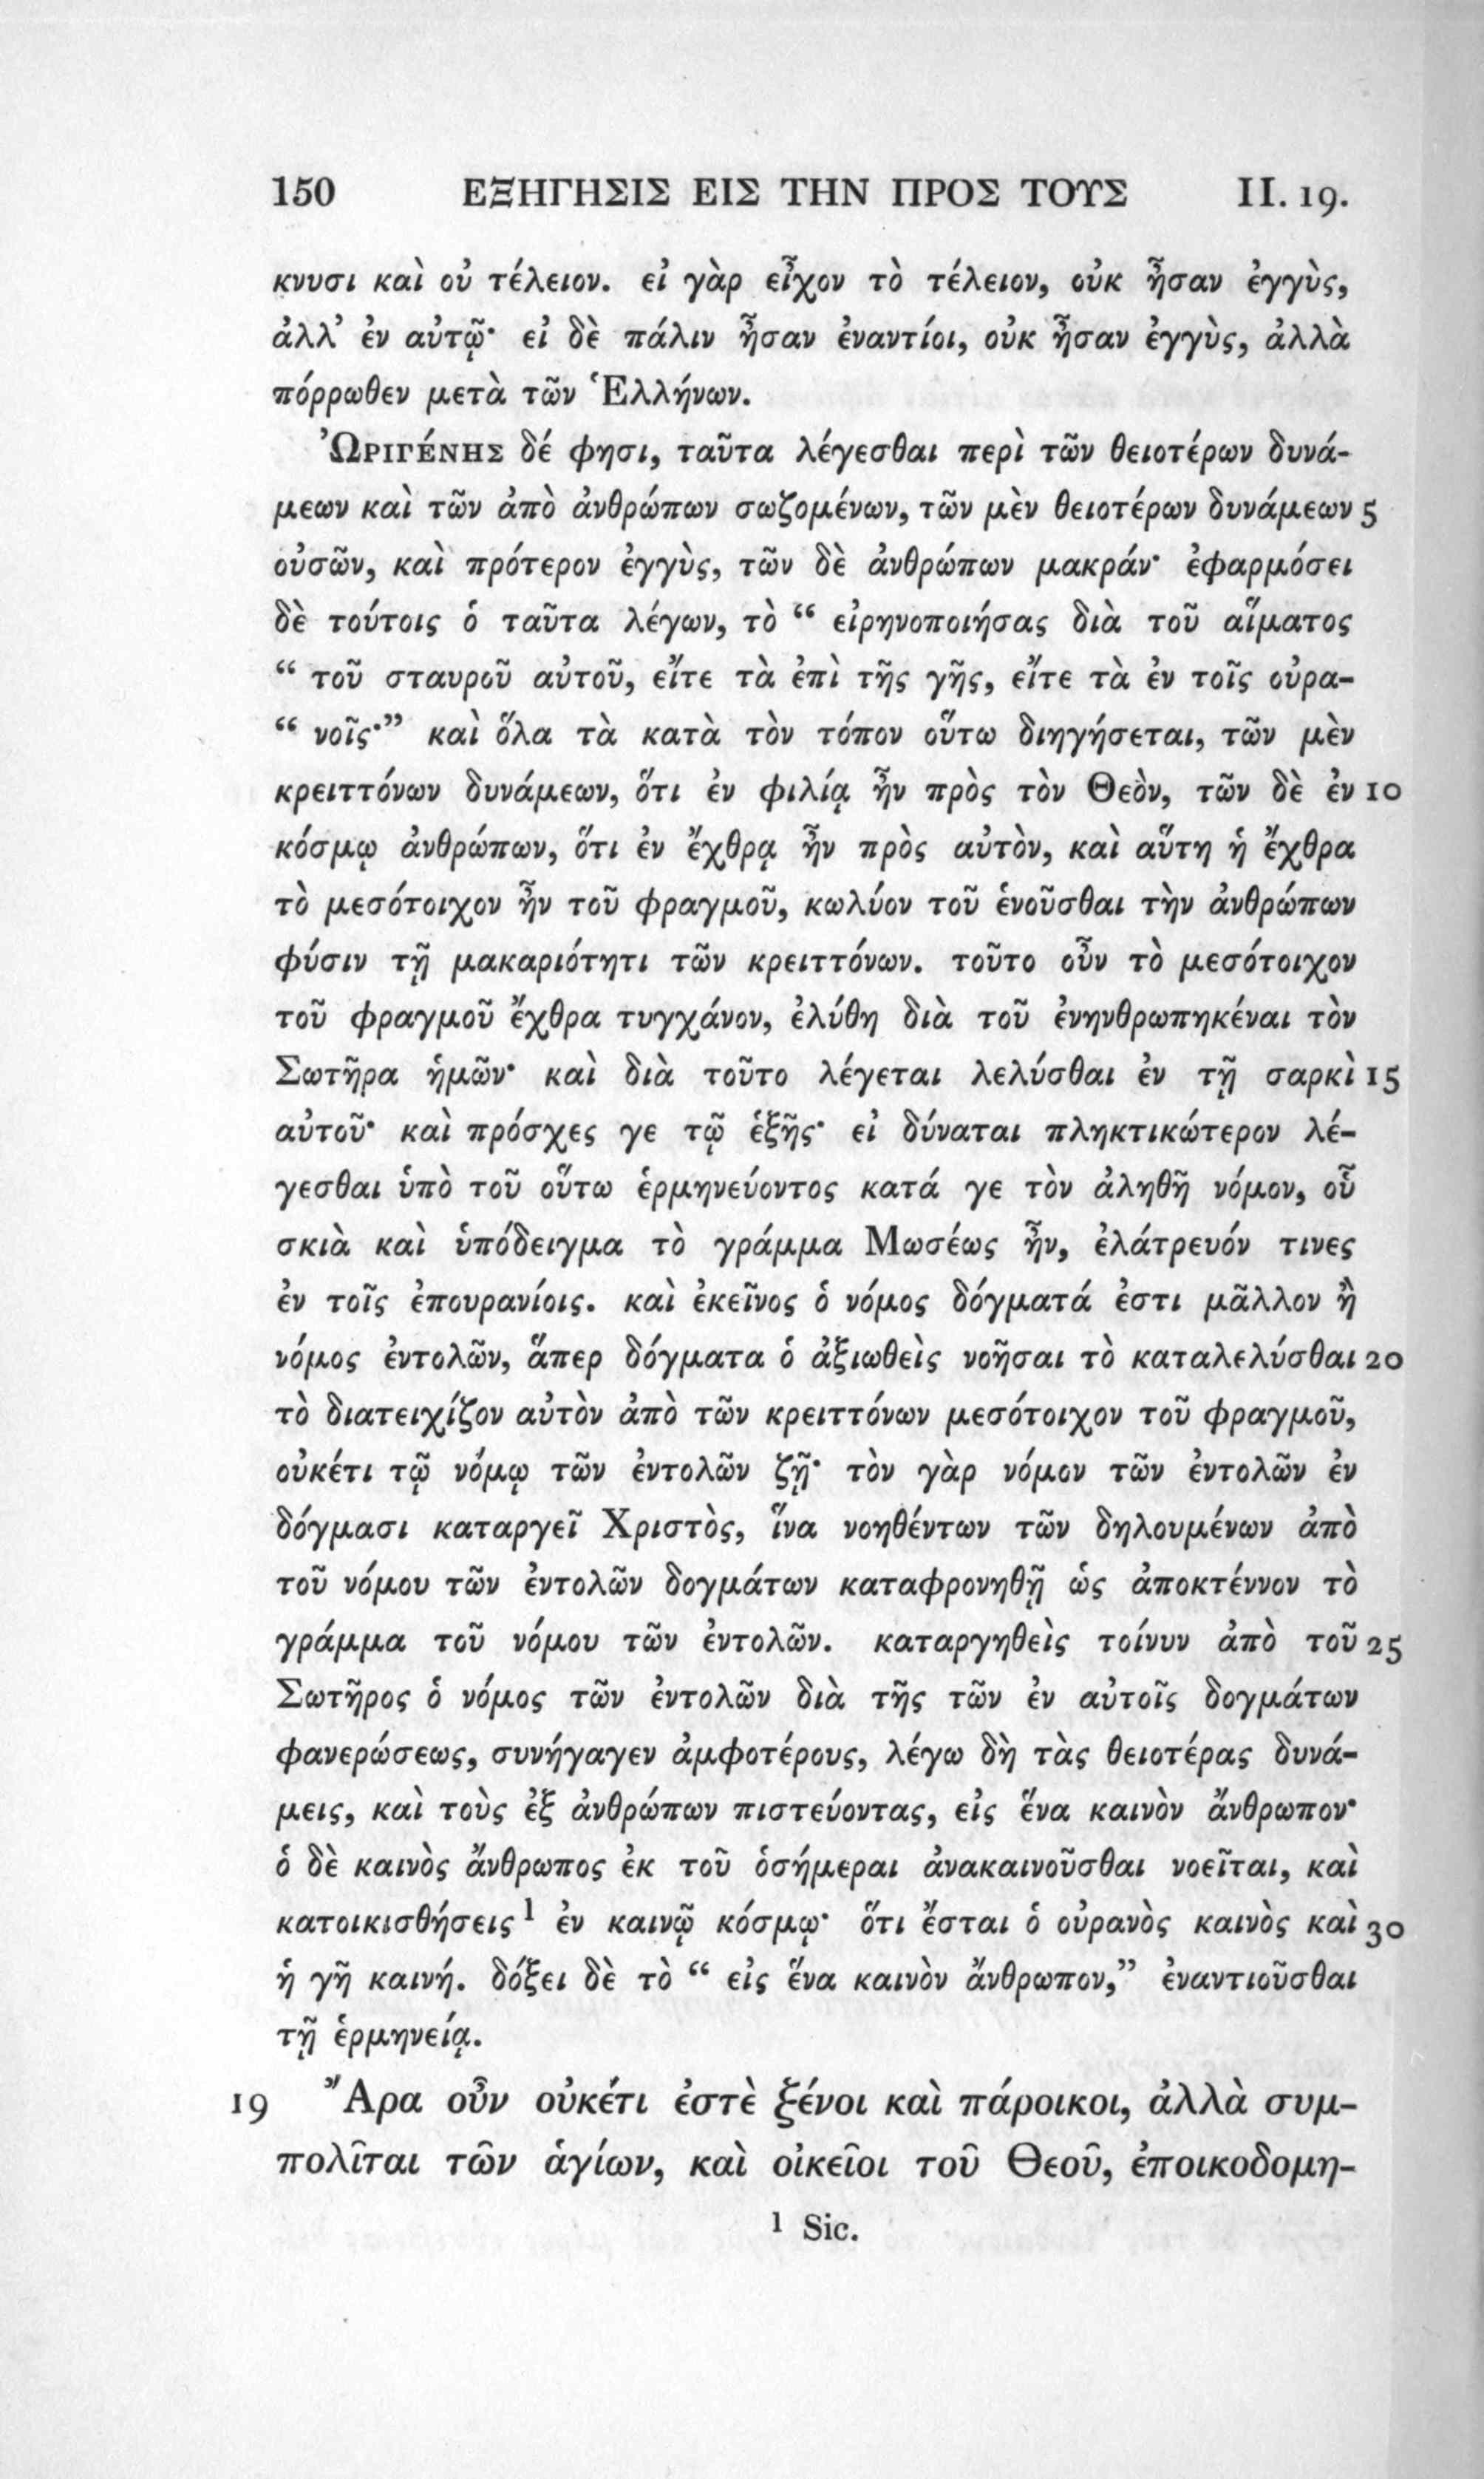 150 ΕΞΗΓΗΣΙΣ ΕΙΣ ΤΗΝ ΠΡΟΣ ΤΟΥΣ II. 19.
κνυσι καὶ οὐ τέλειον. εἰ γὰρ εἶχον τὸ τέλειον, οὐκ ἦσαν ἐγγὺς,
ἀλλ’ ἐν αὐτῷ· εἰ δὲ πάλιν ἦσαν ἐναντίοι, οὐκ ἦσαν ἐγγὺς, ἀλλὰ
πόρρωθεν μετὰ τῶν Ἑλλήνων.
Ὠριγένης δέ φησι, ταῦτα λέγεσθαι περὶ τῶν θειοτέρων δυνά-
μεων καὶ τῶν ἀπὸ ἀνθρώπων σωζομένων, τῶν μὲν θειοτέρων δυνάμεων 5
οὐσῶν, καὶ πρότερον ἐγγὺς, τῶν δὲ ἀνθρώπων μακράν· ἐφαρμόσει
δὲ τούτοις ὁ ταῦτα λέγων, τὸ “ εἰρηνοποιήσας διὰ τοῦ αἵματος
“ τοῦ σταυροῦ αὐτοῦ, εἴτε τὰ ἐπὶ τῆς γῆς, εἴτε τὰ ἐν τοῖς οὐρα-
“ νοῖς·” καὶ ὅλα τὰ κατὰ τὸν τόπον οὕτω διηγήσεται, τῶν μὲν
κρειττόνων δυνάμεων, ὅτι ἐν φιλίᾳ ἦν πρὸς τὸν Θεὸν, τῶν δὲ ἐν 10
κόσμῳ ἀνθρώπων, ὅτι ἐν ἔχθρᾳ ἦν πρὸς αὐτὸν, καὶ αὕτη ἡ ἔχθρα
τὸ μεσότοιχον ἦν τοῦ φραγμοῦ, κωλύον τοῦ ἑνοῦσθαι τὴν ἀνθρώπων
φύσιν τῇ μακαριότητι τῶν κρειττόνων. τοῦτο οὖν τὸ μεσότοιχον
τοῦ φραγμοῦ ἔχθρα τυγχάνον, ἐλύθη διὰ τοῦ ἐνηνθρωπηκέναι τὸν
Σωτῆρα ἡμῶν· καὶ διὰ τοῦτο λέγεται λελύσθαι ἐν τῇ σαρκὶ 15
αὐτοῦ· καὶ πρόσχες γε τῷ ἑξῆς· εἰ δύναται πληκτικώτερον λέ-
γεσθαι ὑπὸ τοῦ οὕτω ἑρμηνεύοντος κατά γε τὸν ἀληθῆ νόμον, οὗ
σκιὰ καὶ ὑπόδειγμα τὸ γράμμα Μωσέως ἦν, ἐλάτρευόν τινες
ἐν τοῖς ἐπουρανίοις. καὶ ἐκεῖνος ὁ νόμος δόγματά ἐστι μᾶλλον ἢ
νόμος ἐντολῶν, ἅπερ δόγματα ὁ ἀξιωθεὶς νοῆσαι τὸ καταλελύσθαι 20
τὸ διατειχίζον αὐτὸν ἀπὸ τῶν κρειττόνων μεσότοιχον τοῦ φραγμοῦ,
οὐκέτι τῷ νόμῳ τῶν ἐντολῶν ζῇ· τὸν γὰρ νόμον τῶν ἐντολῶν ἐν
δόγμασι καταργεῖ Χριστὸς, ἵνα νοηθέντων τῶν δηλουμένων ἀπὸ
τοῦ νόμου τῶν ἐντολῶν δογμάτων καταφρονηθῇ ὡς ἀποκτέννον τὸ
γράμμα τοῦ νόμου τῶν ἐντολῶν. καταργηθεὶς τοίνυν ἀπὸ τοῦ 25
Σωτῆρος ὁ νόμος τῶν ἐντολῶν διὰ τῆς τῶν ἐν αὐτοῖς δογμάτων
φανερώσεως, συνήγαγεν ἀμφοτέρους, λέγω δὴ τὰς θειοτέρας δυνά-
μεις, καὶ τοὺς ἐξ ἀνθρώπων πιστεύοντας, εἰς ἕνα καινὸν ἄνθρωπον·
ὁ δὲ καινὸς ἄνθρωπος ἐκ τοῦ ὁσήμεραι ἀνακαινοῦσθαι νοεῖται, καὶ
κατοικισθήσεις¹ ἐν καινῷ κόσμῳ· ὅτι ἔσται ὁ οὐρανὸς καινὸς καὶ 30
ἡ γῆ καινή. δόξει δὲ τὸ “ εἰς ἕνα καινὸν ἄνθρωπον,” ἐναντιοῦσθαι
τῇ ἑρμηνείᾳ.
19 Ἄρα οὖν οὐκέτι ἐστὲ ξένοι καὶ πάροικοι, ἀλλὰ συμ-
πολῖται τῶν ἁγίων, καὶ οἰκεῖοι τοῦ Θεοῦ, ἐποικοδομη-
¹ Sic.